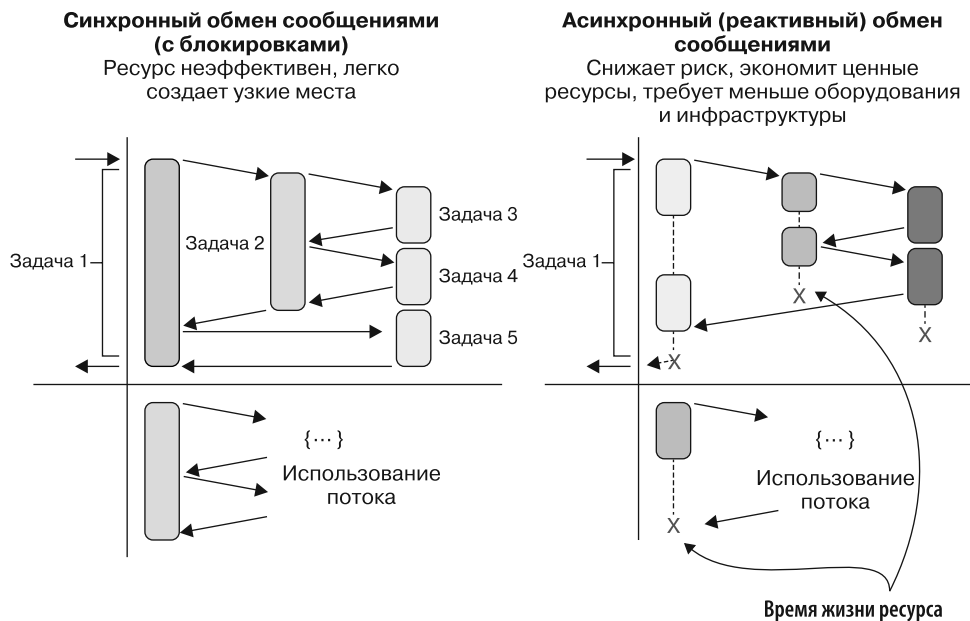 Синхронный обмен сообщениями
(с блокировками)
Ресурс неэффективен, легко
создает узкие места
Задача 1
Задача 2
Задача 3
Задача 4
Задача 5
{...}
Использование
потока
Асинхронный (реактивный) обмен
сообщениями
Снижает риск, экономит ценные
ресурсы, требует меньше оборудования
и инфраструктуры
Задача 1
X
X
X
{...}
Использование
потока
X
Время жизни ресурса